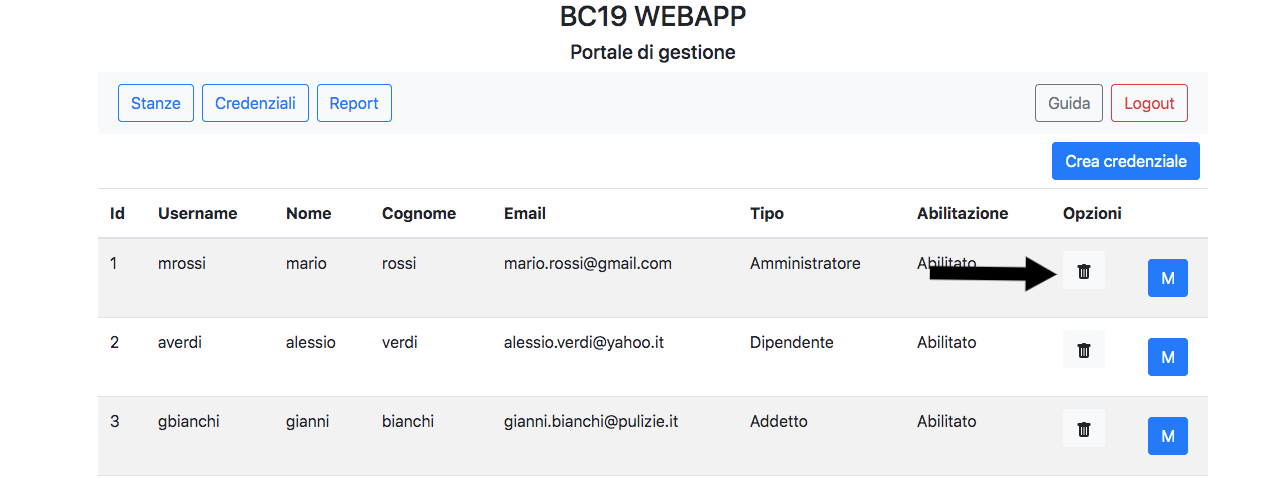 BC19 WEBAPP
Portale di gestione
Stanze Credenziali Report Guida Logout
Crea credenziale
Id Username Nome Cognome Email Tipo Abilitazione Opzioni
1 mrossi mario rossi mario.rossi@gmail.com Amministratore Abilitato M
2 averdi alessio verdi alessio.verdi@yahoo.it Dipendente Abilitato M
3 gbianchi gianni bianchi gianni.bianchi@pulizie.it Addetto Abilitato M